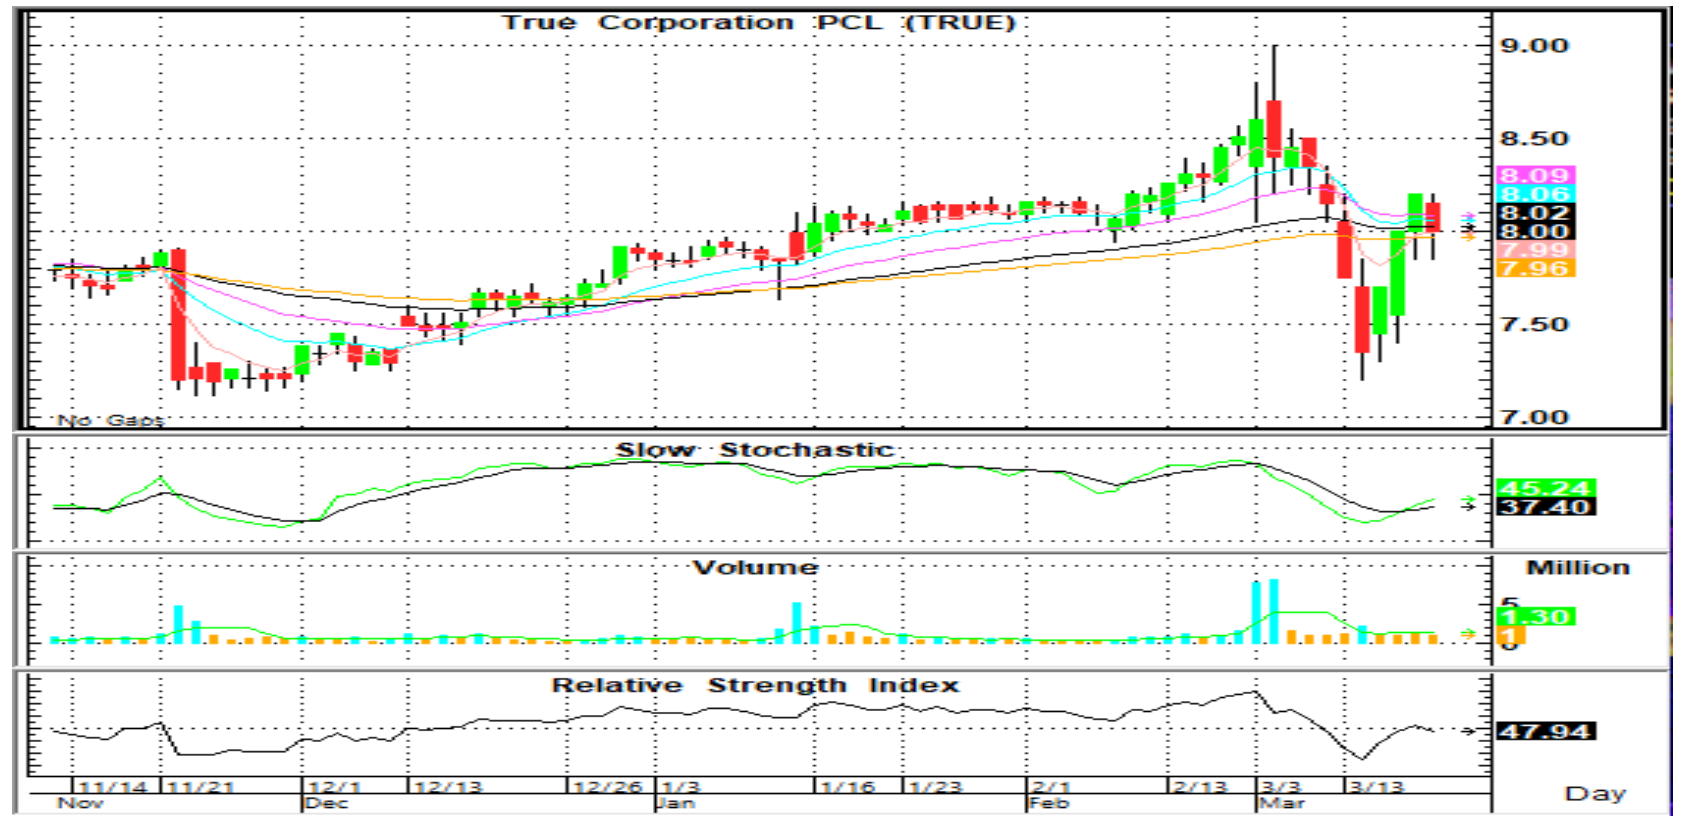 True Corporation PCL (TRUE)
9.00
8.50
8.09
8.06
8.02
8.00
7.99
7.96
7.50
7.00
No Gaps
Slow Stochastic
45.24
37.40
Volume
Million
5
1.30
1
0
Relative Strength Index
47.94
11/14 11/21 12/1 12/13 12/26 1/3 1/16 1/23 2/1 2/13 3/3 3/13
Nov Dec Jan Feb Mar
Day